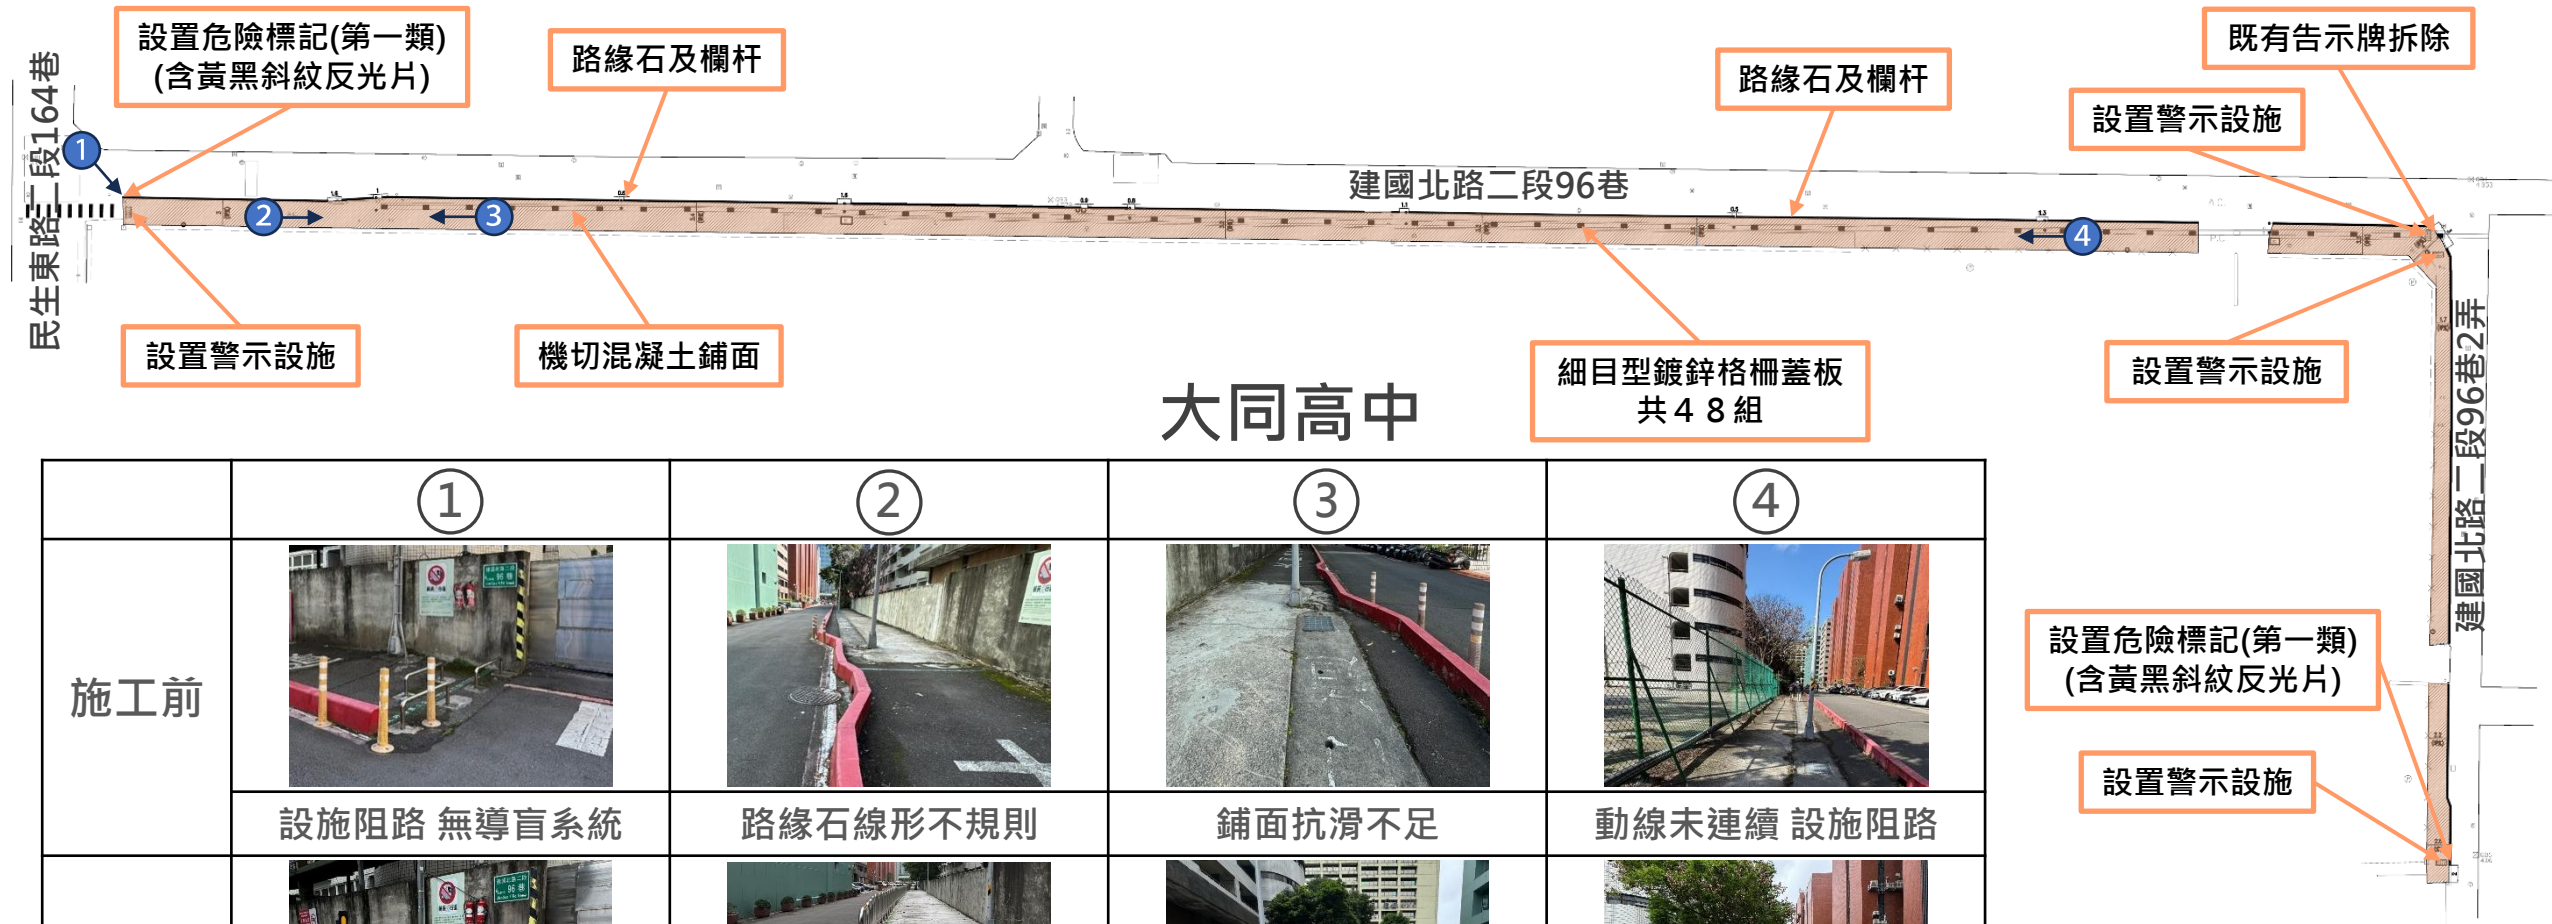 設置危險標記(第一類)
(含黃黑斜紋反光片)
路緣石及欄杆
路緣石及欄杆
既有告示牌拆除
設置警示設施
民生東路二段164巷
1
2
3
4
建國北路二段96巷
設置警示設施
機切混凝土鋪面
細目型鍍鋅格柵蓋板
共４８組
設置警示設施
大同高中
建國北路二段96巷2弄
設置危險標記(第一類)
(含黃黑斜紋反光片)
設置警示設施
①
②
③
④
施工前
96 巷
設施阻路 無導盲系統
路緣石線形不規則
鋪面抗滑不足
動線未連續 設施阻路
96 巷